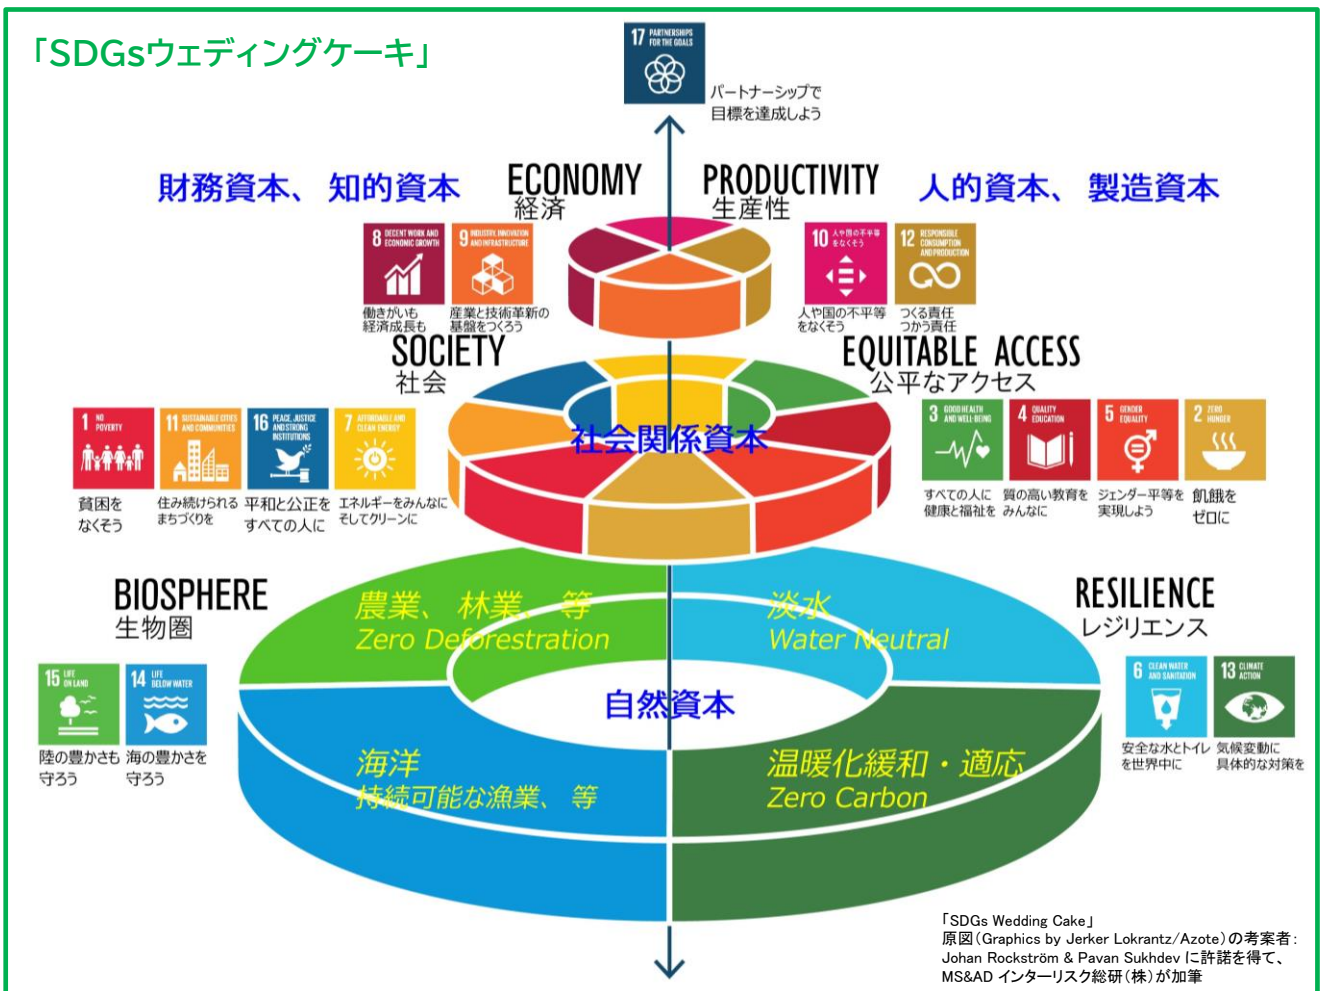 「SDGsウェディングケーキ」
17 PARTNERSHIPS
FOR THE GOALS
パートナーシップで
目標を達成しよう
財務資本、知的資本
ECONOMY
経済
PRODUCTIVITY
生産性
人的資本、製造資本
8 DECENT WORK AND
ECONOMIC GROWTH
働きがいも
経済成長も
9 INDUSTRY, INNOVATION
AND INFRASTRUCTURE
産業と技術革新の
基盤をつくろう
10 人や国の不平等
をなくそう
人や国の不平等
をなくそう
12 RESPONSIBLE
CONSUMPTION
AND PRODUCTION
つくる責任
つかう責任
SOCIETY
社会
EQUITABLE ACCESS
公平なアクセス
社会関係資本
1 NO
POVERTY
貧困を
なくそう
11 SUSTAINABLE CITIES
AND COMMUNITIES
住み続けられる
まちづくりを
16 PEACE, JUSTICE
AND STRONG
INSTITUTIONS
平和と公正を
すべての人に
7 AFFORDABLE AND
CLEAN ENERGY
エネルギーをみんなに
そしてクリーンに
3 GOOD HEALTH
AND WELL-BEING
すべての人に
健康と福祉を
4 QUALITY
EDUCATION
質の高い教育を
みんなに
5 GENDER
EQUALITY
ジェンダー平等を
実現しよう
2 ZERO
HUNGER
飢餓を
ゼロに
BIOSPHERE
生物圏
RESILIENCE
レジリエンス
農業、林業、等
Zero Deforestration
淡水
Water Neutral
自然資本
海洋
持続可能な漁業、等
温暖化緩和・適応
Zero Carbon
15 LIFE
ON LAND
陸の豊かさも
守ろう
14 LIFE
BELOW WATER
海の豊かさを
守ろう
6 CLEAN WATER
AND SANITATION
安全な水とトイレ
を世界中に
13 CLIMATE
ACTION
気候変動に
具体的な対策を
「SDGs Wedding Cake」
原図(Graphics by Jerker Lokrantz/Azote)の考案者:
Johan Rockström & Pavan Sukhdev に許諾を得て、
MS&AD インターリスク総研(株)が加筆